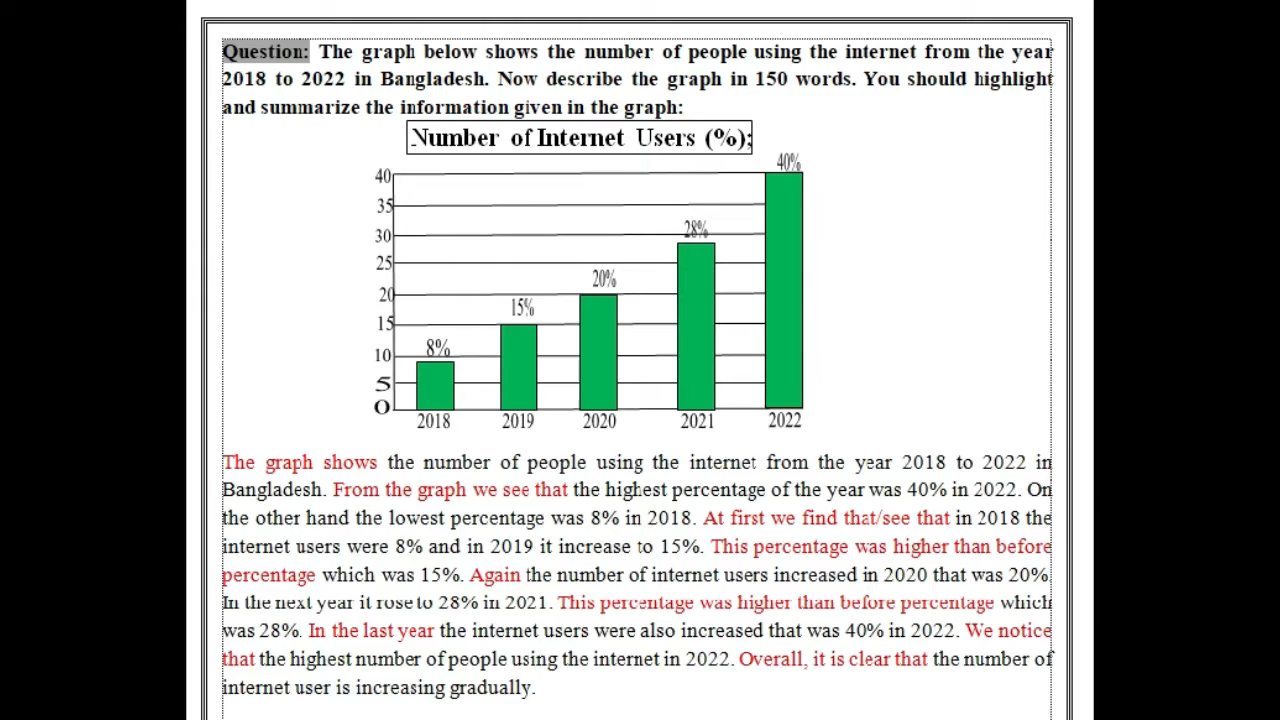 Question: The graph below shows the number of people using the internet from the year
2018 to 2022 in Bangladesh. Now describe the graph in 150 words. You should highlight
and summarize the information given in the graph:
Number of Internet Users (%);
40%
40
35
28%
30
25
20%
20
15%
15
8%
10
5
0
2018 2019 2020 2021 2022
The graph shows the number of people using the internet from the year 2018 to 2022 in
Bangladesh. From the graph we see that the highest percentage of the year was 40% in 2022. On
the other hand the lowest percentage was 8% in 2018. At first we find that/see that in 2018 the
internet users were 8% and in 2019 it increase to 15%. This percentage was higher than before
percentage which was 15%. Again the number of internet users increased in 2020 that was 20%.
In the next year it rose to 28% in 2021. This percentage was higher than before percentage which
was 28%. In the last year the internet users were also increased that was 40% in 2022. We notice
that the highest number of people using the internet in 2022. Overall, it is clear that the number of
internet user is increasing gradually.